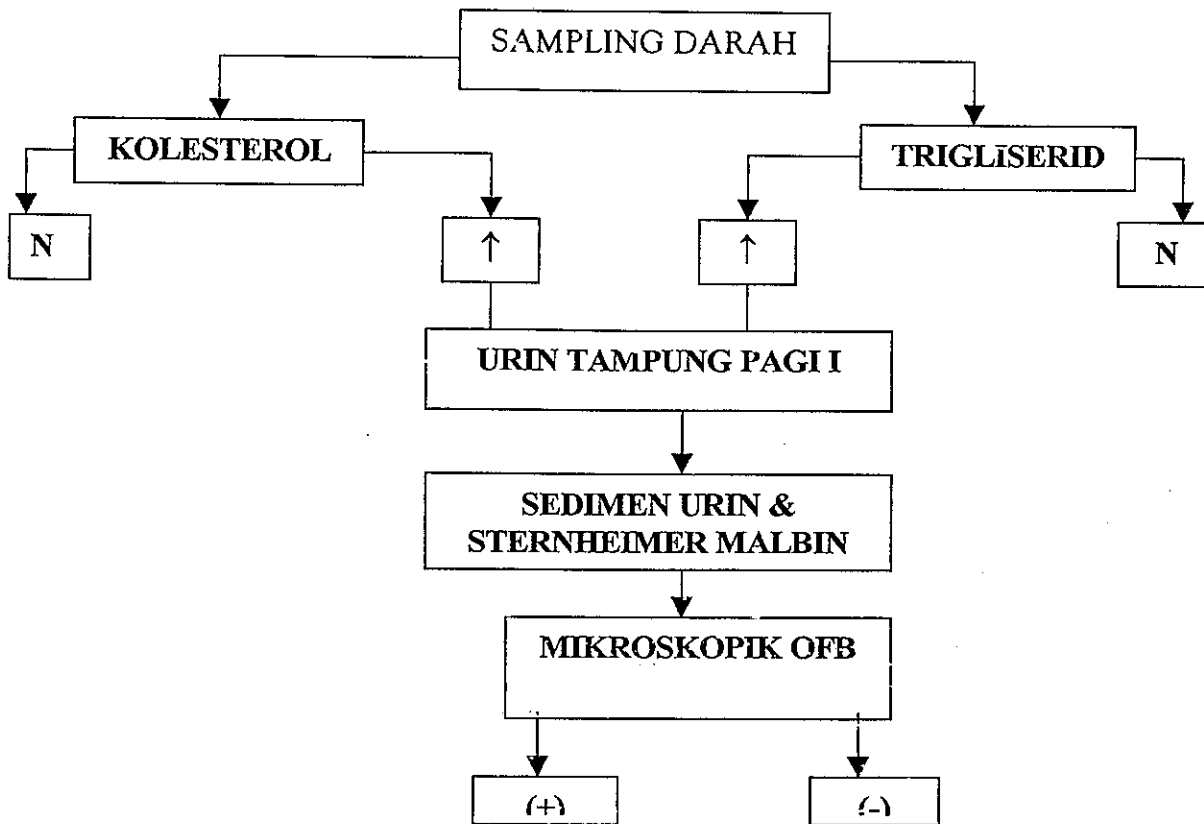 SAMPLING DARAH
KOLESTEROL
TRIGLISERID
N
↑
↑
N
URIN TAMPUNG PAGI I
SEDIMEN URIN &
STERNHEIMER MALBIN
MIKROSKOPIK OFB
(+)
(-)